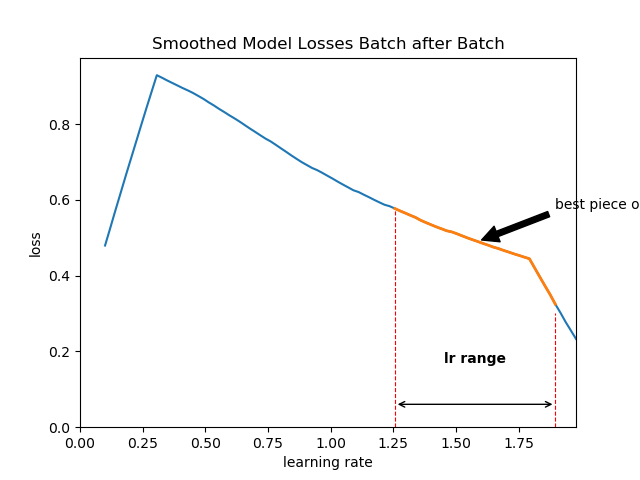 Smoothed Model Losses Batch after Batch
best piece o
lr range
loss
0.8
0.6
0.4
0.2
0.0
0.00 0.25 0.50 0.75 1.00 1.25 1.50 1.75
learning rate